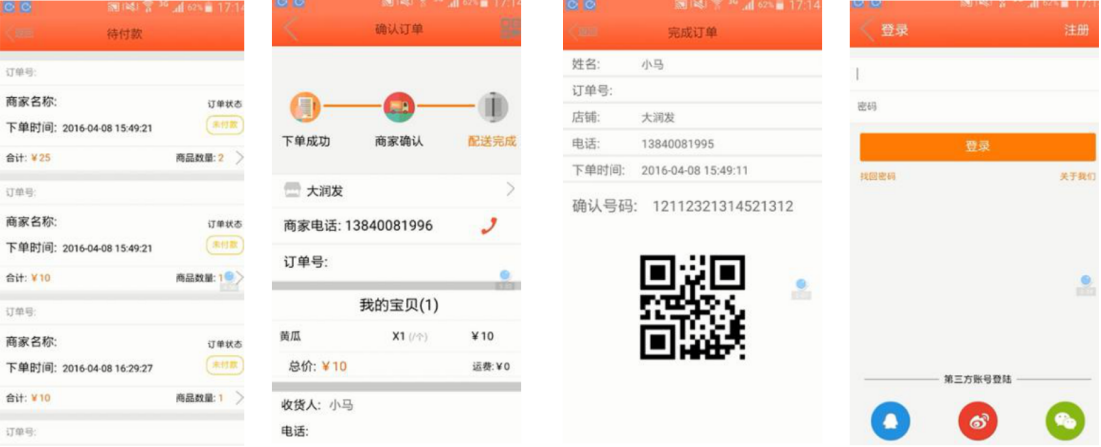 3G 62% 17:14
待付款
订单号:
商家名称:
订单状态
下单时间: 2016-04-08 15:49:21
未付款
合计: ¥25
商品数量: 2
订单号:
商家名称:
订单状态
下单时间: 2016-04-08 15:49:21
未付款
合计: ¥10
商品数量: 1
订单号:
商家名称:
订单状态
下单时间: 2016-04-08 16:29:27
未付款
合计: ¥10
商品数量: 1
订单号:
62% 17:14
确认订单
下单成功
商家确认
配送完成
大润发
商家电话: 13840081996
订单号:
我的宝贝(1)
黄瓜 X1 (/个) ¥10
总价: ¥10 运费: ¥0
收货人: 小马
电话:
3G 62% 17:14
完成订单
姓名: 小马
订单号:
店铺: 大润发
电话: 13840081995
下单时间: 2016-04-08 15:49:11
确认号码: 12112321314521312
登录 注册
密码
登录
找回密码 关于我们
第三方账号登陆